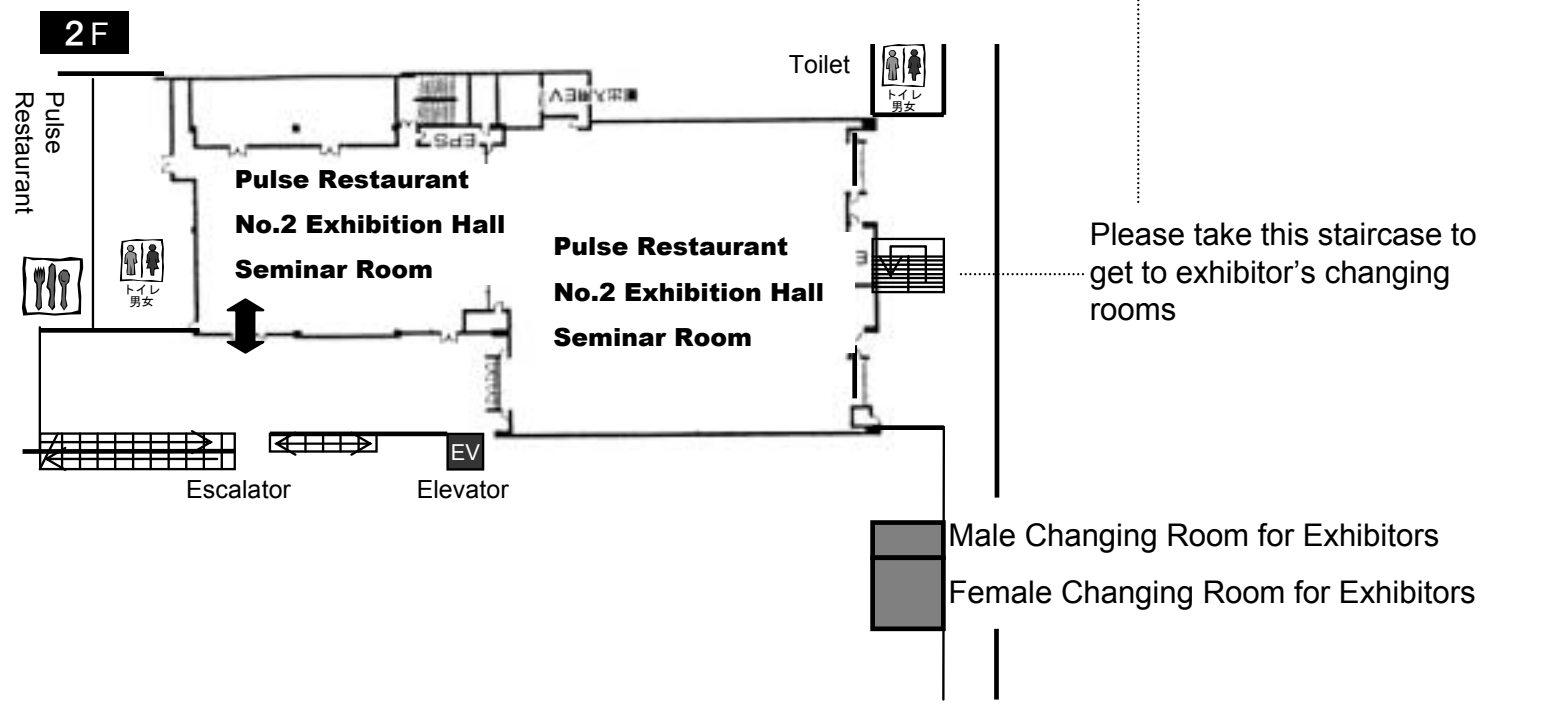 2F
Toilet
トイレ
男女
Pulse
Restaurant
EPS7
Pulse Restaurant
No.2 Exhibition Hall
Seminar Room
トイレ
男女
Pulse Restaurant
No.2 Exhibition Hall
Seminar Room
Please take this staircase to
get to exhibitor’s changing
rooms
EV
Escalator
Elevator
Male Changing Room for Exhibitors
Female Changing Room for Exhibitors